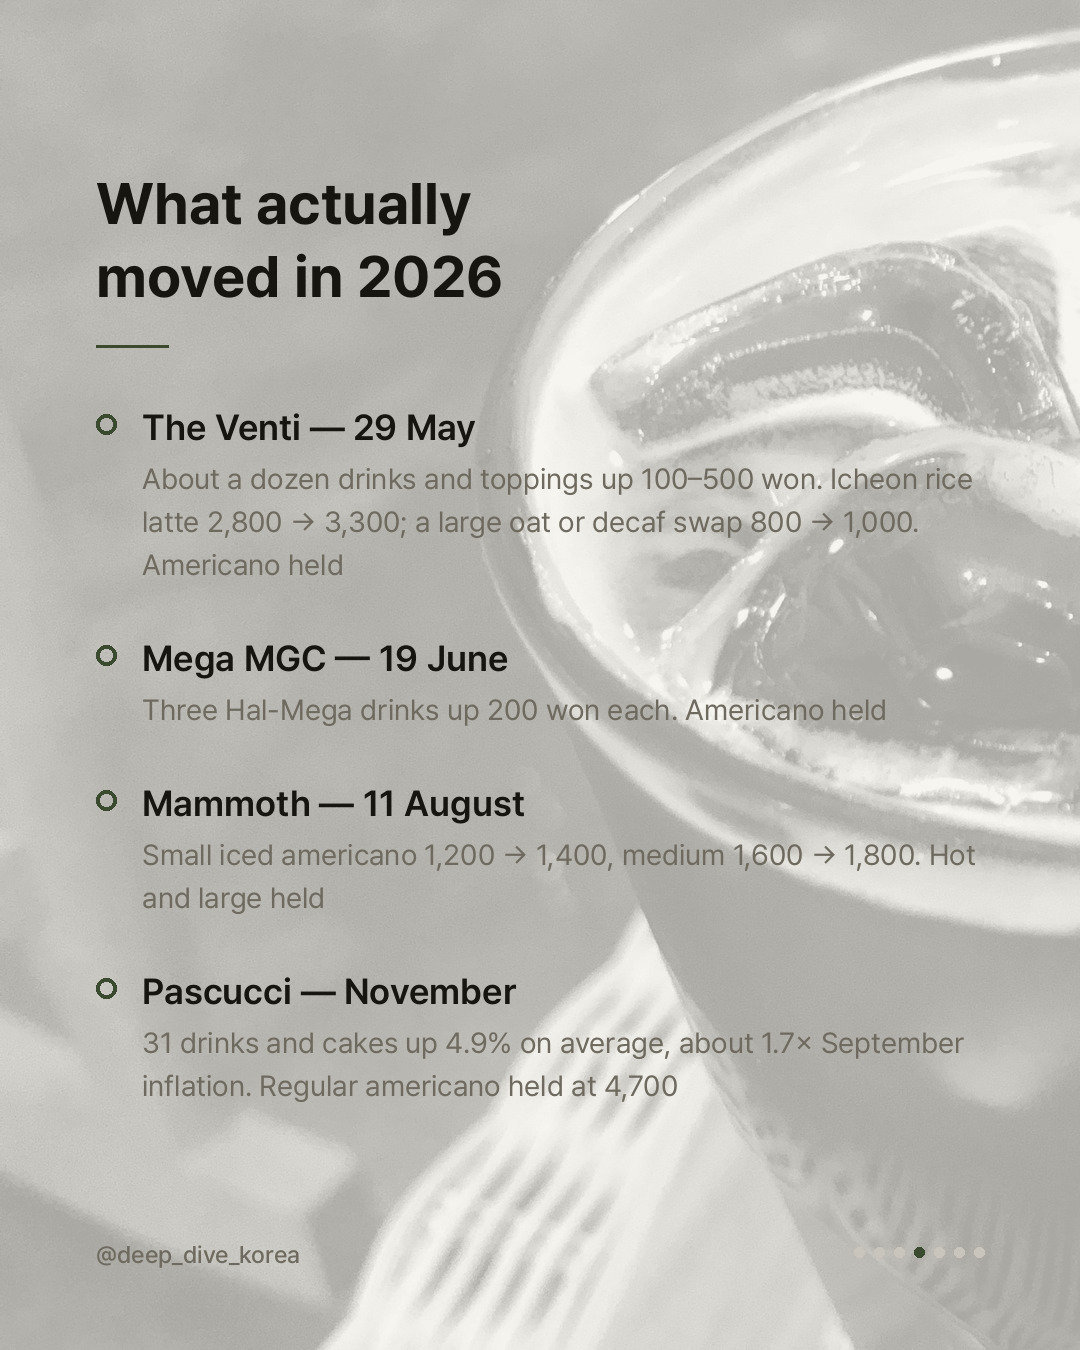 What actually
moved in 2026
The Venti — 29 May
About a dozen drinks and toppings up 100–500 won. Icheon rice
latte 2,800 → 3,300; a large oat or decaf swap 800 → 1,000.
Americano held
Mega MGC — 19 June
Three Hal-Mega drinks up 200 won each. Americano held
Mammoth — 11 August
Small iced americano 1,200 → 1,400, medium 1,600 → 1,800. Hot
and large held
Pascucci — November
31 drinks and cakes up 4.9% on average, about 1.7× September
inflation. Regular americano held at 4,700
@deep_dive_korea